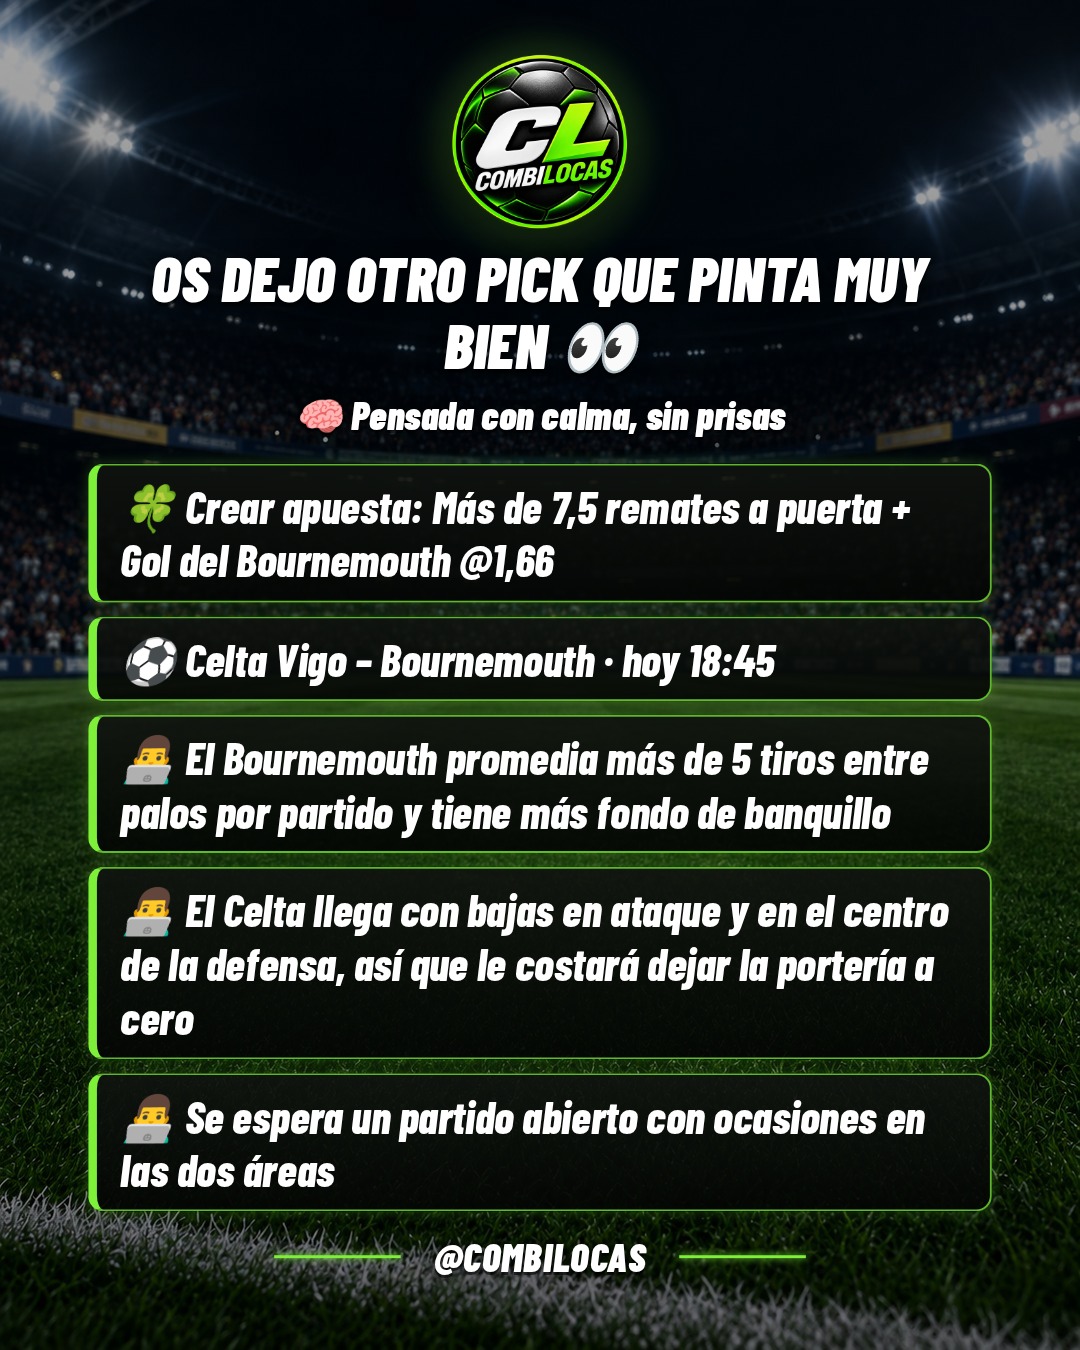 CL
COMBILOCAS
OS DEJO OTRO PICK QUE PINTA MUY
BIEN 👀
🧠 Pensada con calma, sin prisas
🍀 Crear apuesta: Más de 7,5 remates a puerta +
Gol del Bournemouth @1,66
⚽ Celta Vigo – Bournemouth · hoy 18:45
👨‍💻 El Bournemouth promedia más de 5 tiros entre
palos por partido y tiene más fondo de banquillo
👨‍💻 El Celta llega con bajas en ataque y en el centro
de la defensa, así que le costará dejar la portería a
cero
👨‍💻 Se espera un partido abierto con ocasiones en
las dos áreas
@COMBILOCAS